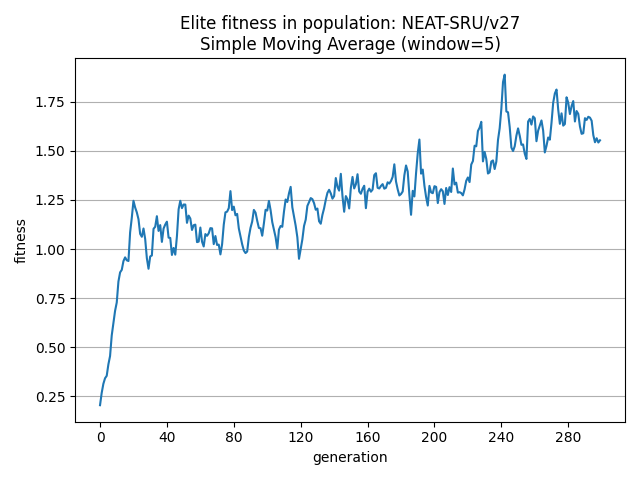 Elite fitness in population: NEAT-SRU/v27
Simple Moving Average (window=5)
fitness
1.75
1.50
1.25
1.00
0.75
0.50
0.25
0 40 80 120 160 200 240 280
generation